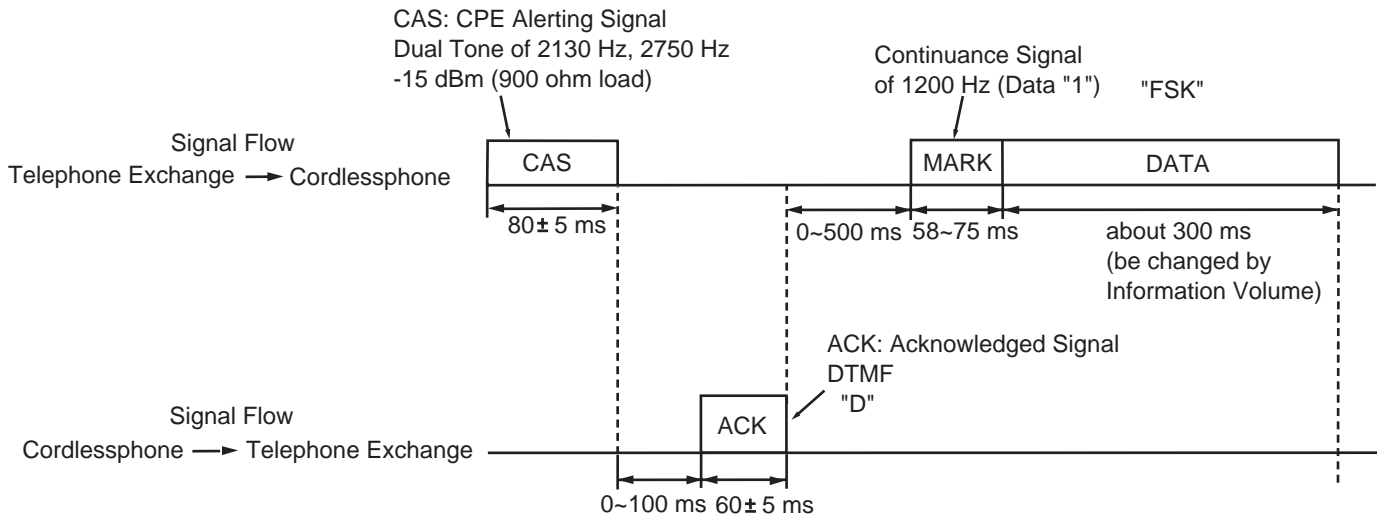 CAS: CPE Alerting Signal
Dual Tone of 2130 Hz, 2750 Hz
-15 dBm (900 ohm load)
Continuance Signal
of 1200 Hz (Data "1")
"FSK"
Signal Flow
Telephone Exchange → Cordlessphone
CAS
MARK
DATA
80± 5 ms
0~500 ms
58~75 ms
about 300 ms
(be changed by
Information Volume)
ACK: Acknowledged Signal
DTMF
"D"
Signal Flow
Cordlessphone → Telephone Exchange
ACK
0~100 ms
60± 5 ms